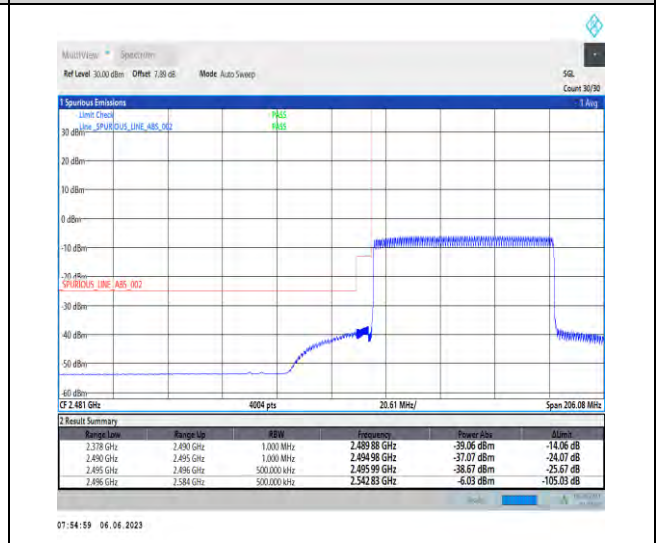 MultiView Spectrum
Ref Level 30.00 dBm Offset 7.89 dB Mode Auto Sweep SGL
Count 30/30
1 Spurious Emissions 1 Avg
Limit Check PASS
Line _SPURIOUS_LINE_ABS_002 PASS
30 dBm
20 dBm
10 dBm
0 dBm
-10 dBm
-20 dBm
SPURIOUS_LINE_ABS_002
-30 dBm
-40 dBm
-50 dBm
-60 dBm
CF 2.481 GHz 4004 pts 20.61 MHz/ Span 206.08 MHz
2 Result Summary
Range Low Range Up RBW Frequency Power Abs ΔLimit
2.378 GHz 2.490 GHz 1.000 MHz 2.489 88 GHz -39.06 dBm -14.06 dB
2.490 GHz 2.495 GHz 1.000 MHz 2.494 98 GHz -37.07 dBm -24.07 dB
2.495 GHz 2.496 GHz 500.000 kHz 2.495 99 GHz -38.67 dBm -25.67 dB
2.496 GHz 2.584 GHz 500.000 kHz 2.542 83 GHz -6.03 dBm -105.03 dB
07:54:59 06.06.2023